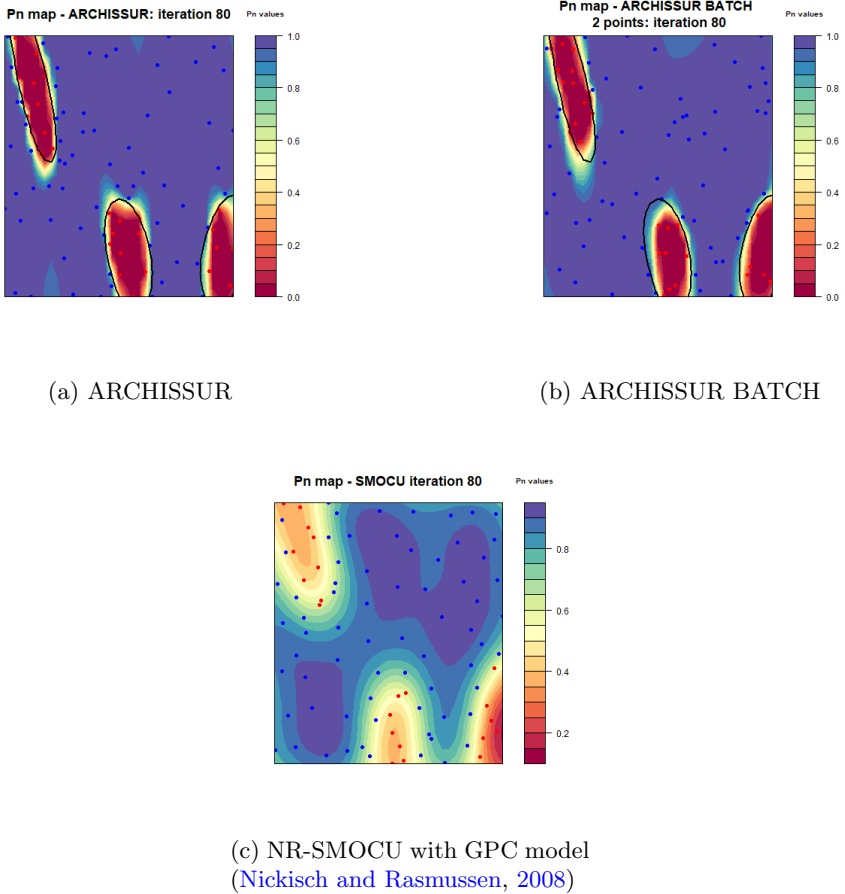 Pn map - ARCHISSUR: iteration 80
Pn values
1.0
0.8
0.6
0.4
0.2
0.0
(a) ARCHISSUR
Pn map - ARCHISSUR BATCH
2 points: iteration 80
Pn values
1.0
0.8
0.6
0.4
0.2
0.0
(b) ARCHISSUR BATCH
Pn map - SMOCU iteration 80
Pn values
0.8
0.6
0.4
0.2
(c) NR-SMOCU with GPC model
(Nickisch and Rasmussen, 2008)